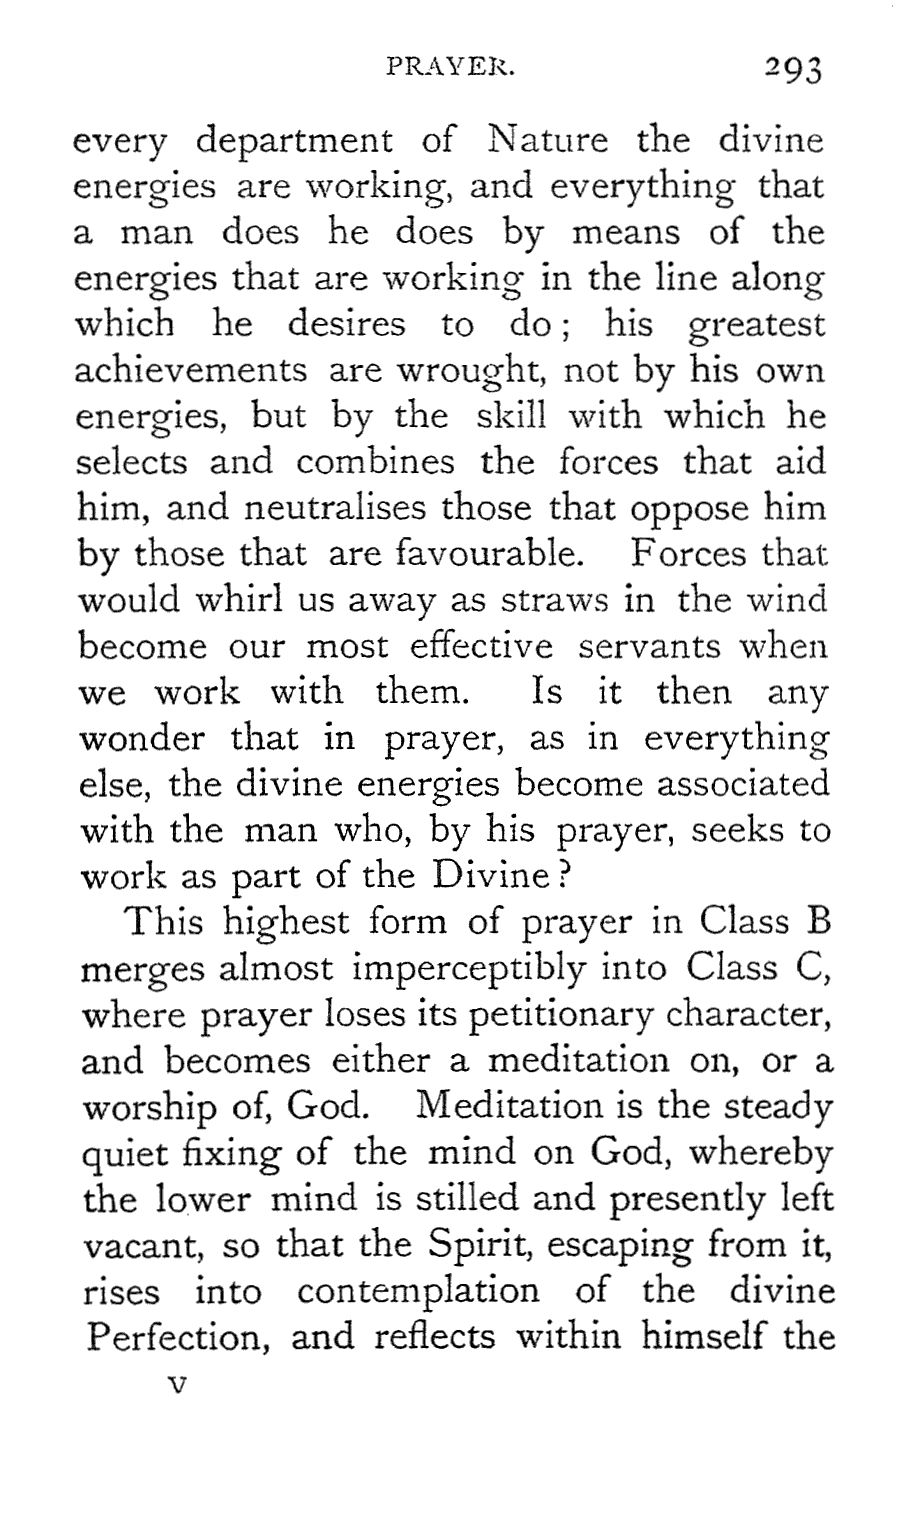 PRAYER. 293
every department of Nature the divine
energies are working, and everything that
a man does he does by means of the
energies that are working in the line along
which he desires to do ; his greatest
achievements are wrought, not by his own
energies, but by the skill with which he
selects and combines the forces that aid
him, and neutralises those that oppose him
by those that are favourable. Forces that
would whirl us away as straws in the wind
become our most effective servants when
we work with them. Is it then any
wonder that in prayer, as in everything
else, the divine energies become associated
with the man who, by his prayer, seeks to
work as part of the Divine ?
This highest form of prayer in Class B
merges almost imperceptibly into Class C,
where prayer loses its petitionary character,
and becomes either a meditation on, or a
worship of, God. Meditation is the steady
quiet fixing of the mind on God, whereby
the lower mind is stilled and presently left
vacant, so that the Spirit, escaping from it,
rises into contemplation of the divine
Perfection, and reflects within himself the
V